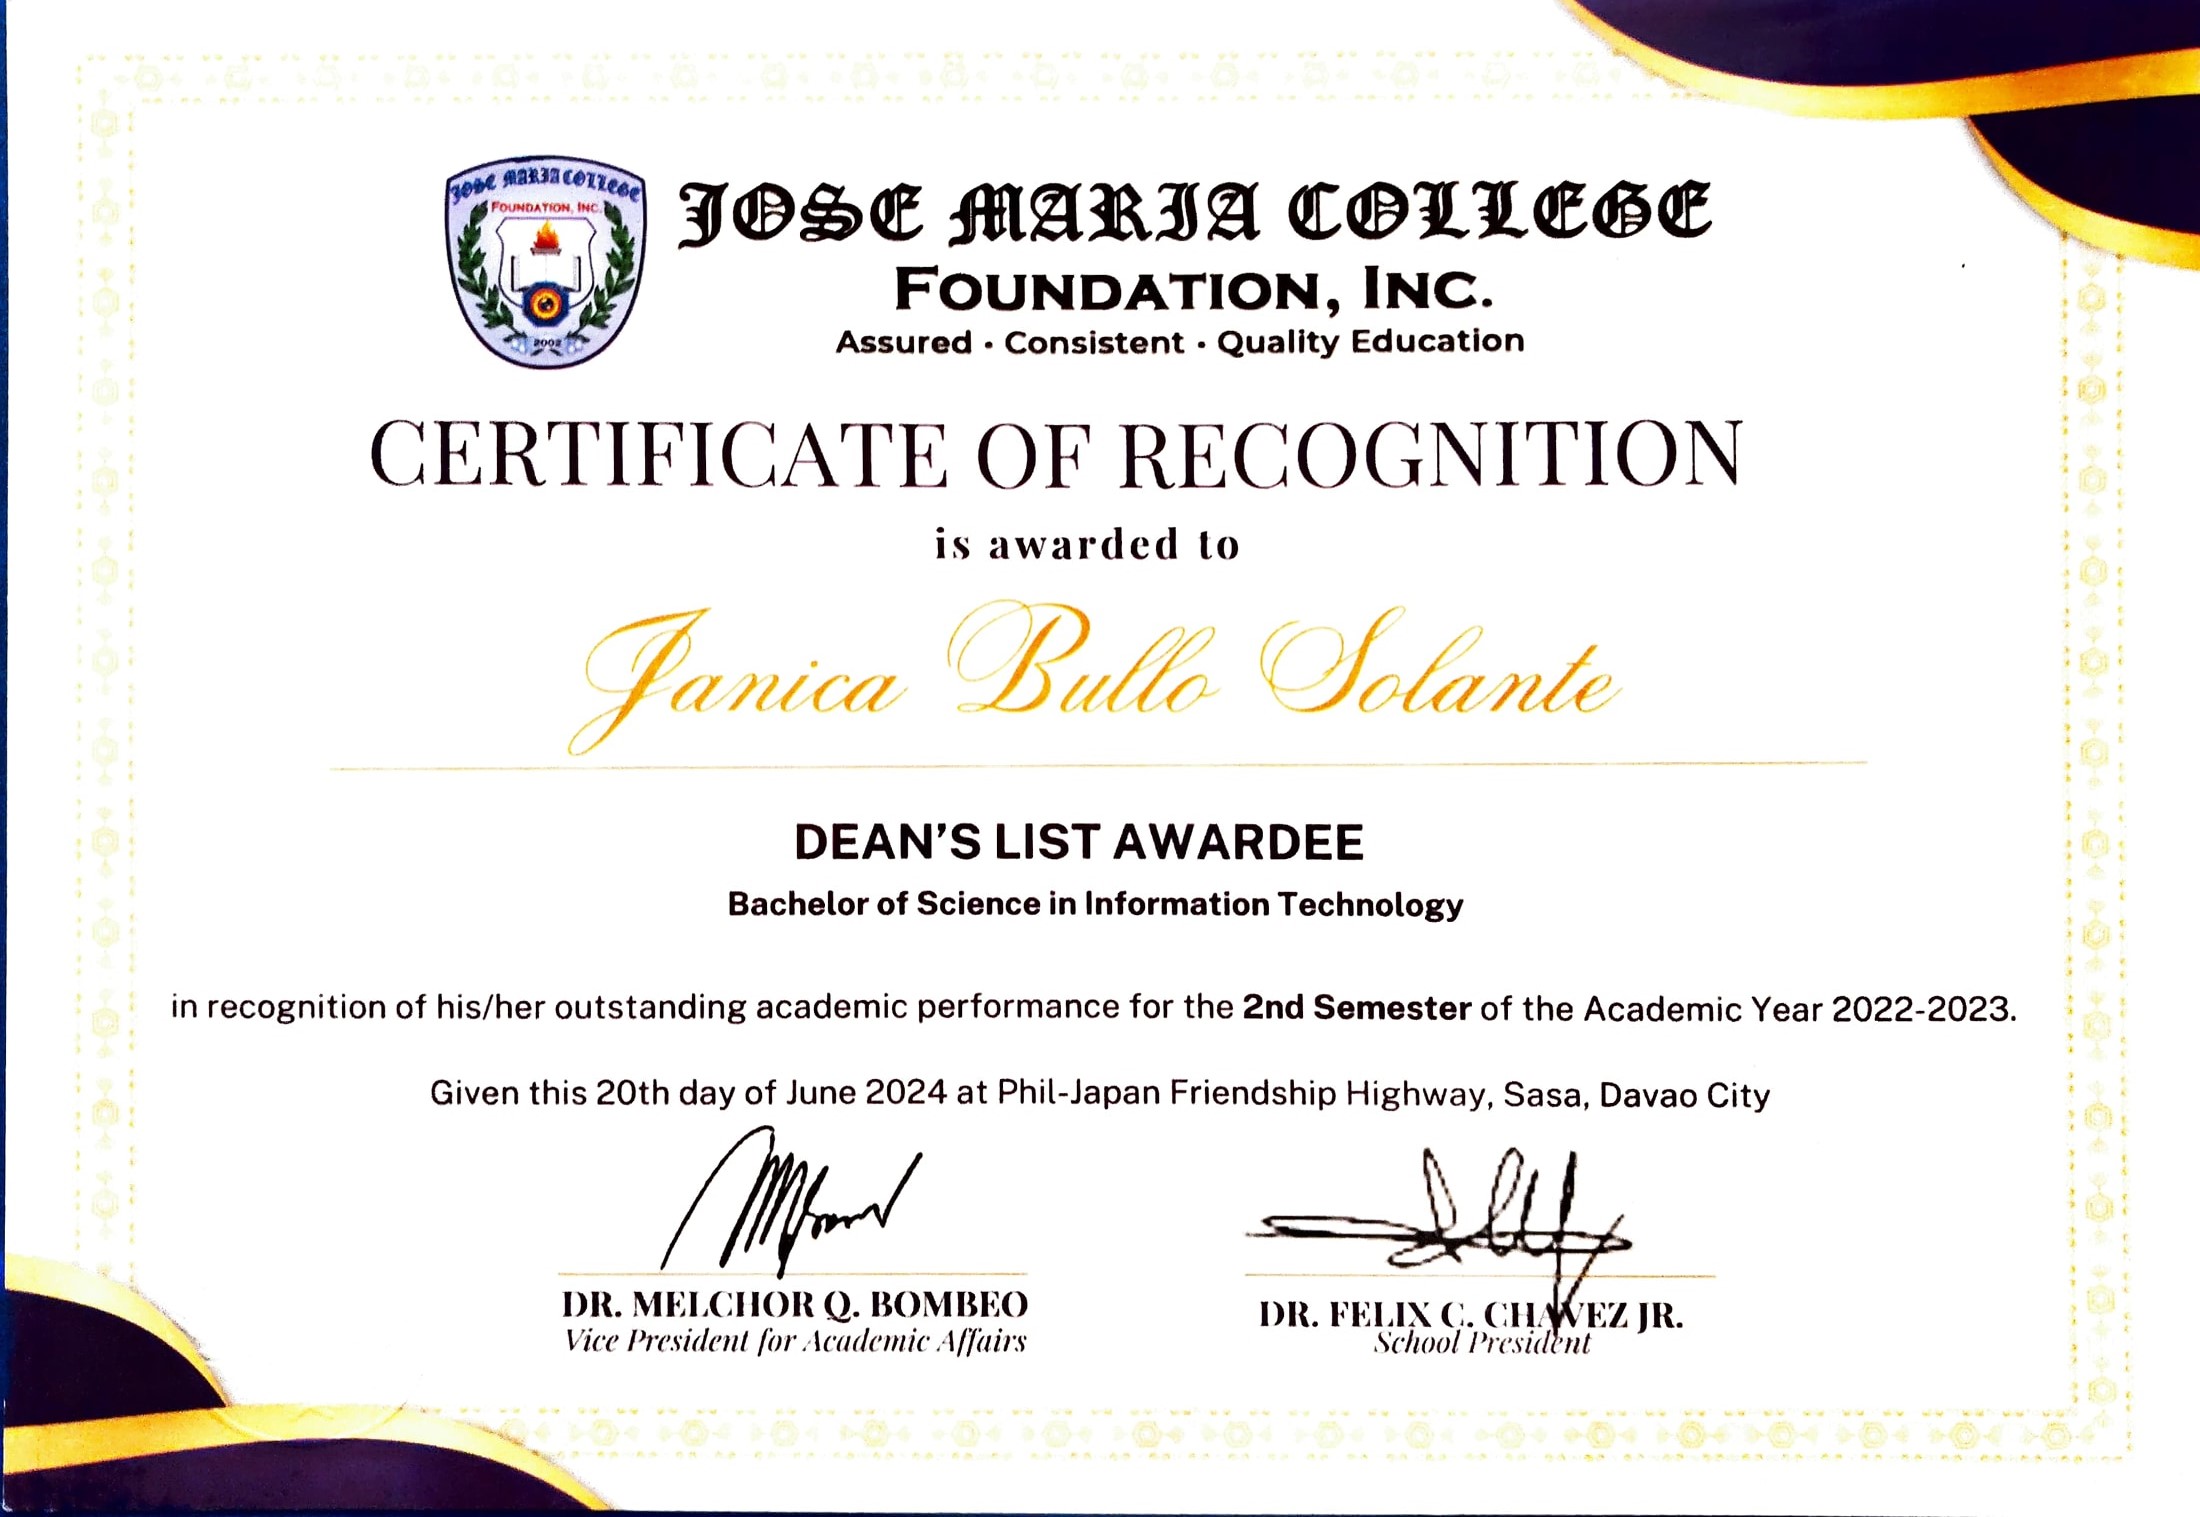 JOSE MARIA COLLEGE
FOUNDATION, INC.
2002
JOSE MARIA COLLEGE
FOUNDATION, INC.
Assured · Consistent · Quality Education
CERTIFICATE OF RECOGNITION
is awarded to
Janica Bullo Solante
DEAN'S LIST AWARDEE
Bachelor of Science in Information Technology
in recognition of his/her outstanding academic performance for the 2nd Semester of the Academic Year 2022-2023.
Given this 20th day of June 2024 at Phil-Japan Friendship Highway, Sasa, Davao City
DR. MELCHOR Q. BOMBEO
Vice President for Academic Affairs
DR. FELIX C. CHAVEZ JR.
School President